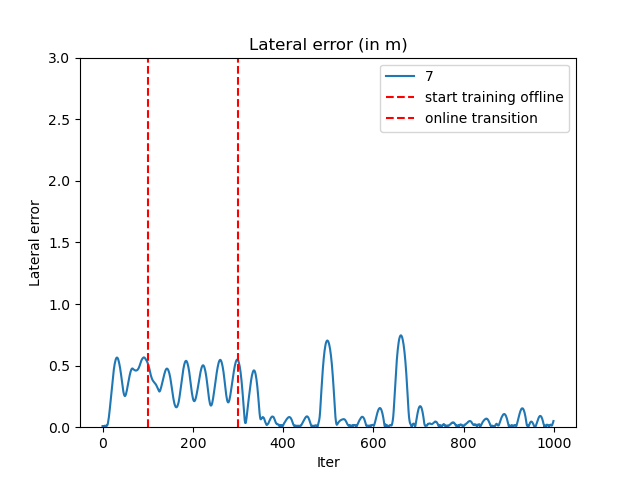 Lateral error (in m)
3.0
2.5
2.0
1.5
1.0
0.5
0.0
Lateral error
7
start training offline
online transition
0 200 400 600 800 1000
Iter